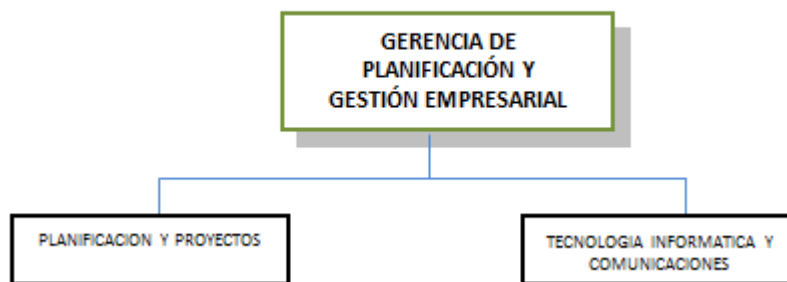 GERENCIA DE
PLANIFICACIÓN Y
GESTIÓN EMPRESARIAL
PLANIFICACION Y PROYECTOS
TECNOLOGIA INFORMATICA Y
COMUNICACIONES